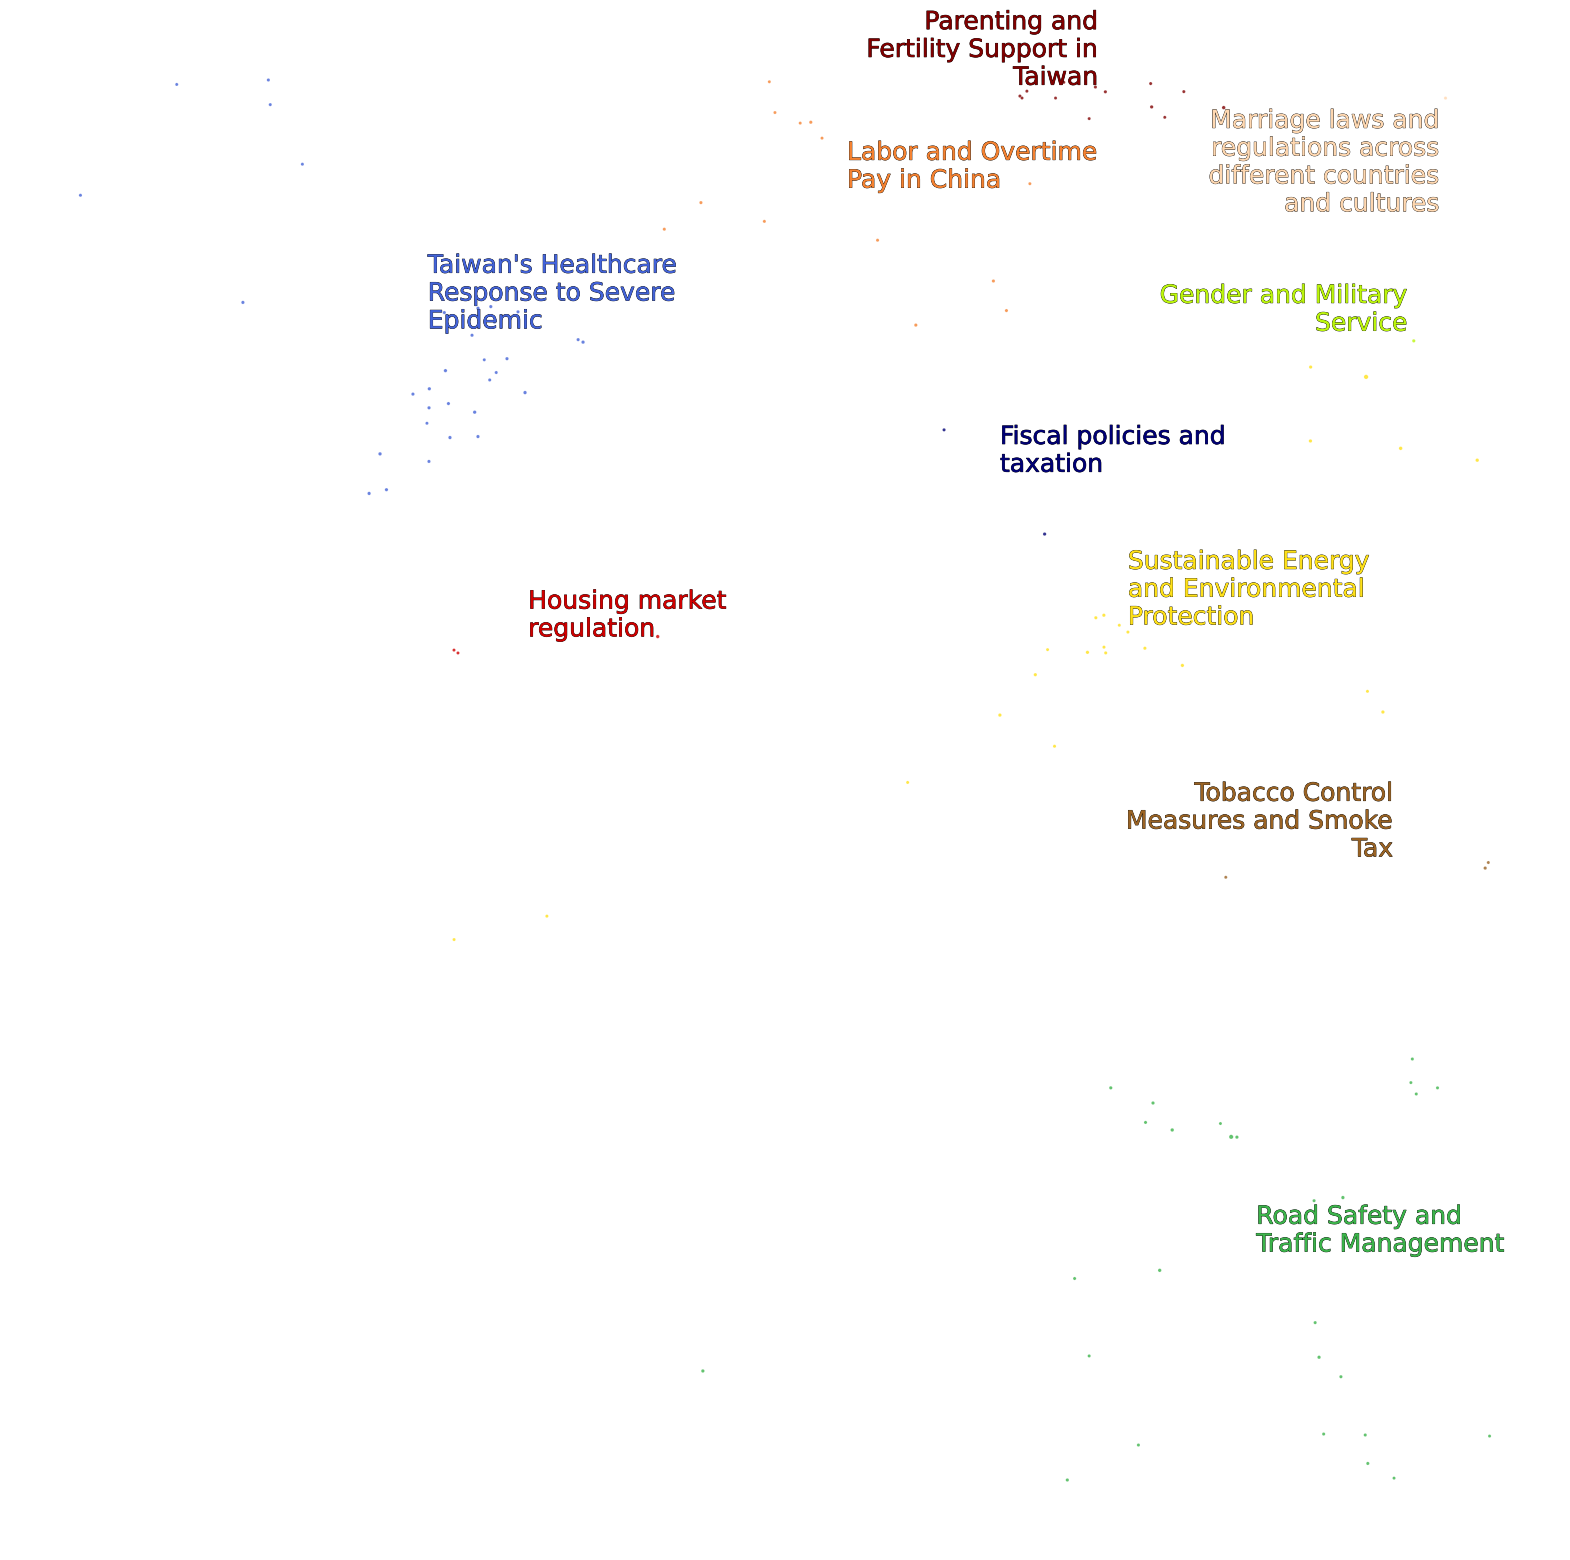 Parenting and
Fertility Support in
Taiwan
Marriage laws and
regulations across
different countries
and cultures
Labor and Overtime
Pay in China
Taiwan's Healthcare
Response to Severe
Epidemic
Gender and Military
Service
Fiscal policies and
taxation
Sustainable Energy
and Environmental
Protection
Housing market
regulation
Tobacco Control
Measures and Smoke
Tax
Road Safety and
Traffic Management